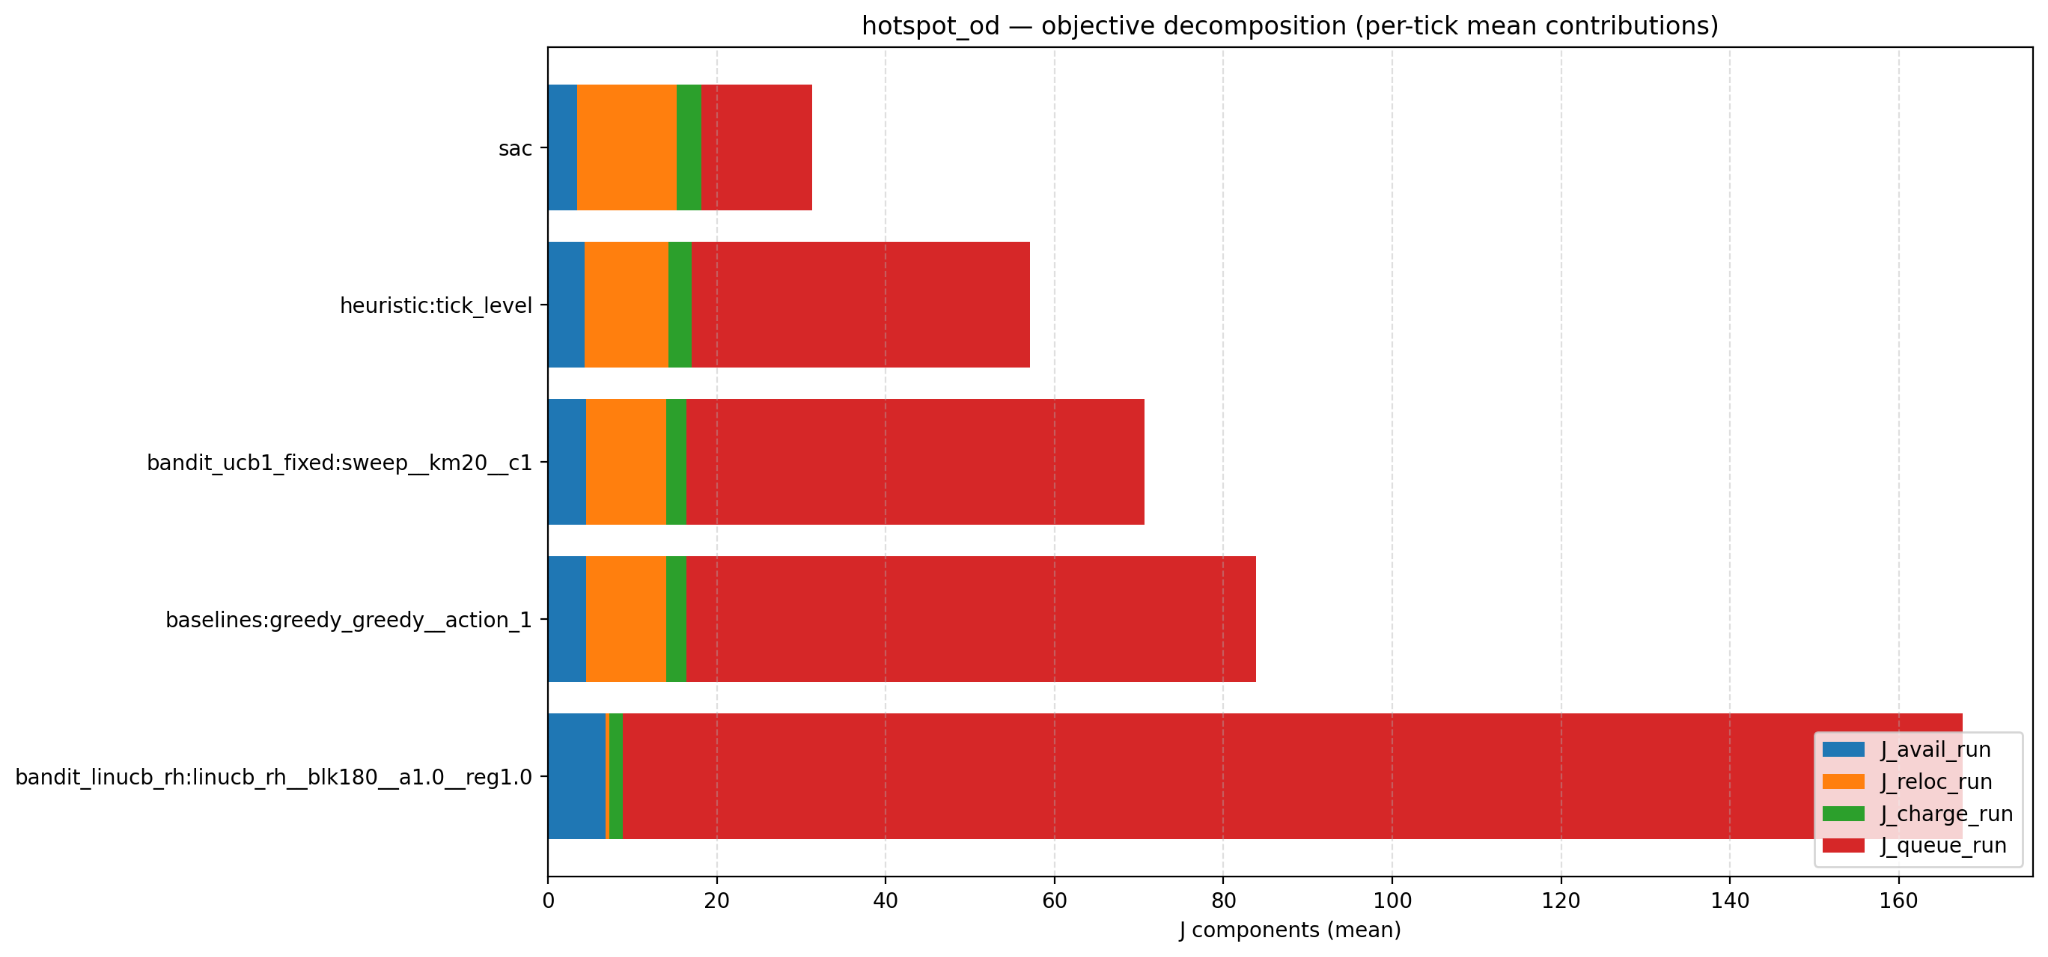 hotspot_od — objective decomposition (per-tick mean contributions)
sac
heuristic:tick_level
bandit_ucb1_fixed:sweep__km20__c1
baselines:greedy_greedy__action_1
bandit_linucb_rh:linucb_rh__blk180__a1.0__reg1.0
J_avail_run
J_reloc_run
J_charge_run
J_queue_run
0 20 40 60 80 100 120 140 160
J components (mean)